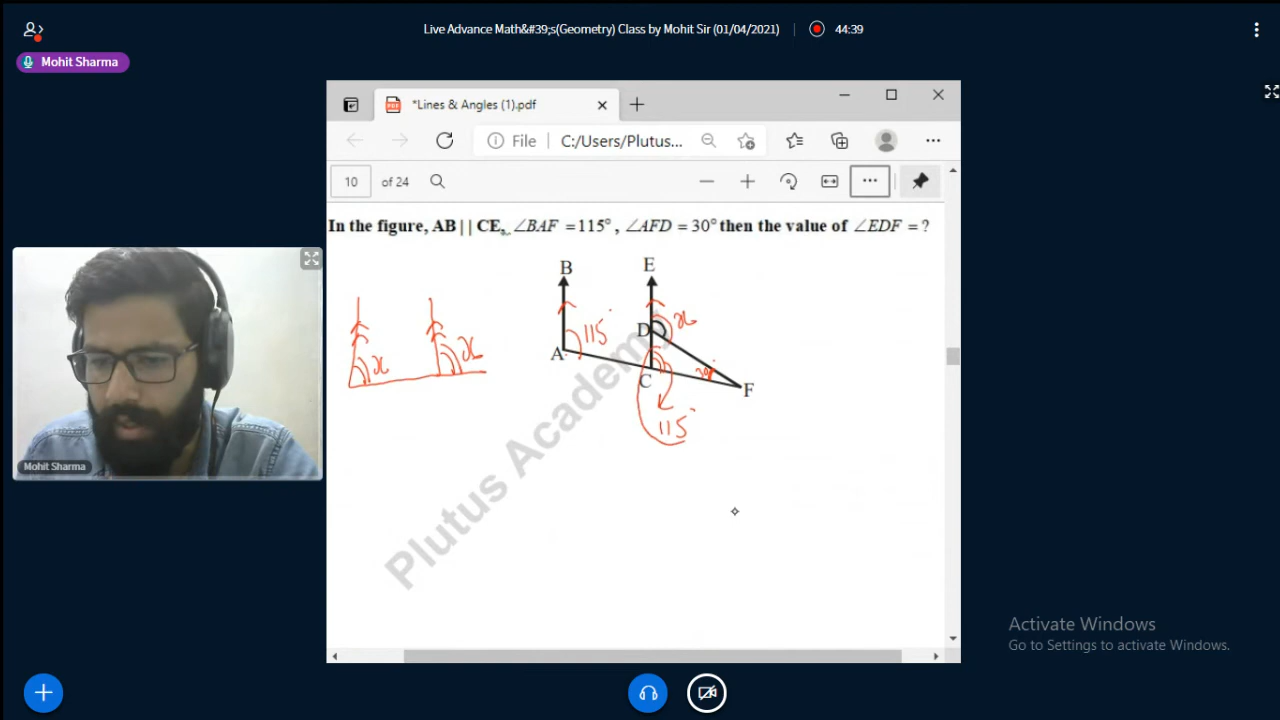 Live Advance Math&#39;s(Geometry) Class by Mohit Sir (01/04/2021)
44:39
Mohit Sharma
*Lines & Angles (1).pdf
File
C:/Users/Plutus...
10
of 24
In the figure, AB || CE, ∠BAF = 115°, ∠AFD = 30° then the value of ∠EDF = ?
B
E
115°
D
x
A
C
30°
F
115°
x
x
Plutus Academy
Mohit Sharma
Activate Windows
Go to Settings to activate Windows.